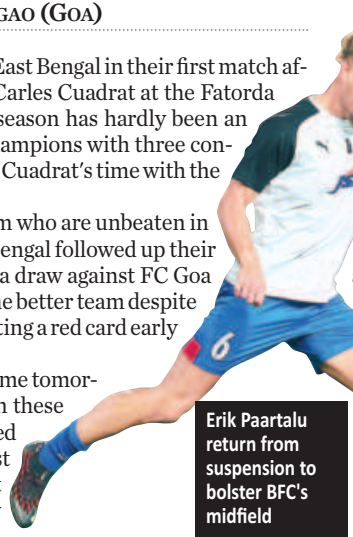 GAO (GOA)
East Bengal in their first match af-
Carles Cuadrat at the Fatorda
season has hardly been an
ampions with three con-
Cuadrat's time with the
m who are unbeaten in
engal followed up their
a draw against FC Goa
he better team despite
ting a red card early
me tomor-
n these
ed
st
6
Erik Paartalu
return from
suspension to
bolster BFC's
midfield